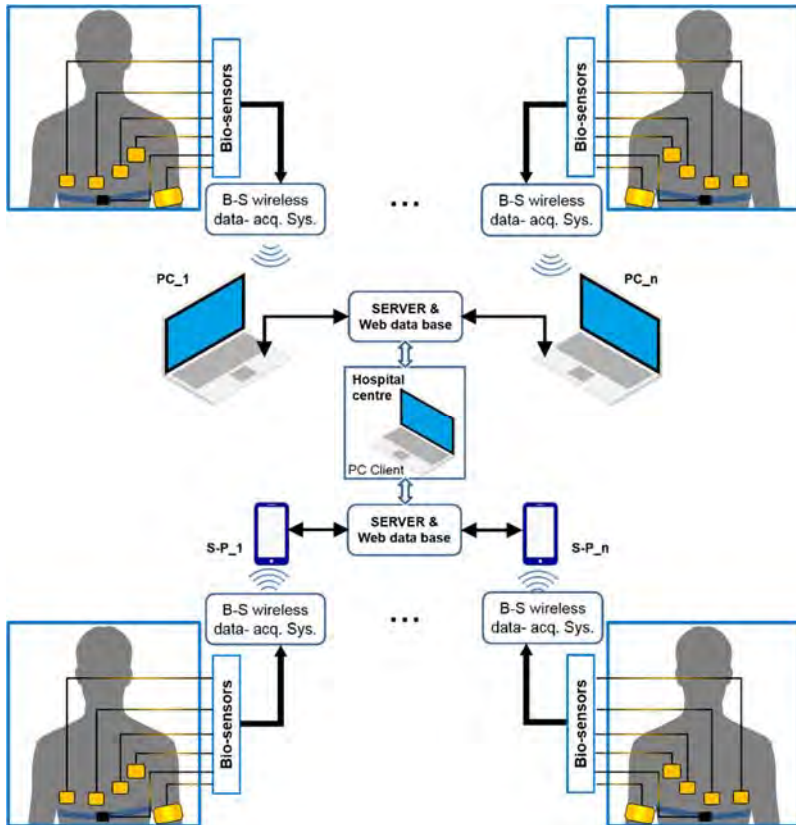 Bio-sensors
Bio-sensors
B-S wireless
data- acq. Sys.
...
B-S wireless
data- acq. Sys.
PC_1
PC_n
SERVER &
Web data base
Hospital
centre
PC Client
SERVER &
Web data base
S-P_1
S-P_n
B-S wireless
data- acq. Sys.
...
B-S wireless
data- acq. Sys.
Bio-sensors
Bio-sensors